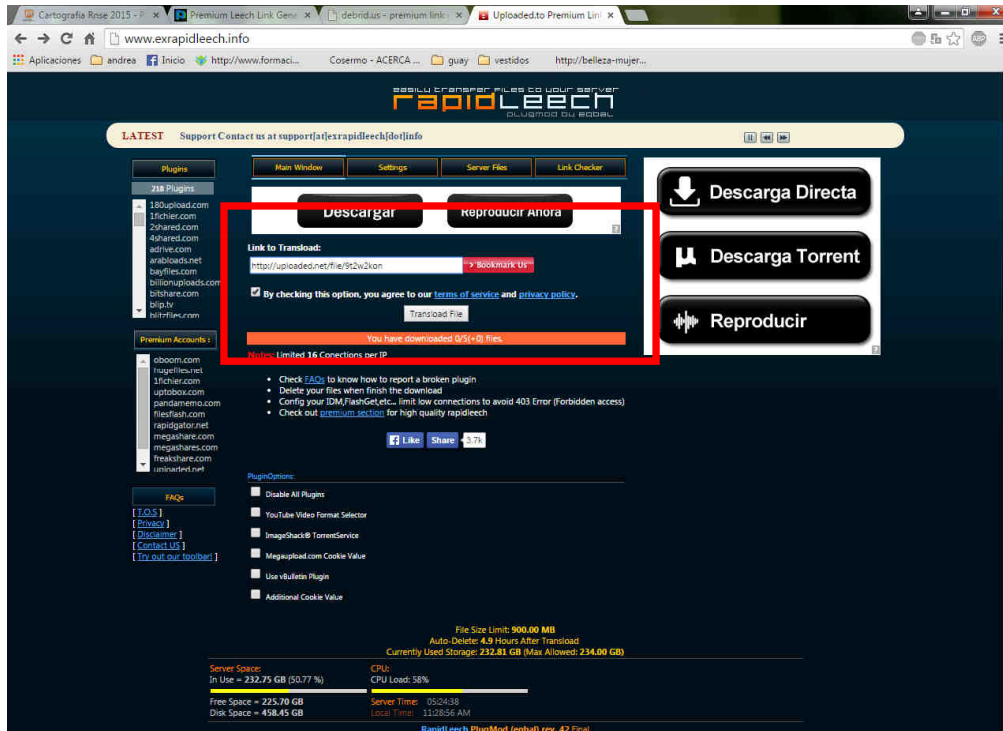 Cartografia Rnse 2015 - P
Premium Leech Link Gene
debrid.us - premium link
Uploaded.to Premium Lin
www.exrapidleech.info
Aplicaciones andrea Inicio http://www.formaci... Cosermo - ACERCA ... guay vestidos http://belleza-mujer...
easily transfer files to your server
rapidleech
plugmod by eqbal
LATEST Support Contact us at support[at]exrapidleech[dot]info
Plugins
218 Plugins
180upload.com
1fichier.com
2shared.com
4shared.com
adrive.com
arabloads.net
bayfiles.com
billionuploads.com
bitshare.com
blip.tv
blitzfiles.com
Premium Accounts :
oboom.com
hugefiles.net
1fichier.com
uptobox.com
pandamemo.com
filesflash.com
rapidgator.net
megashare.com
megashares.com
freakshare.com
uploaded.net
FAQs
[ T.O.S ]
[ Privacy ]
[ Disclaimer ]
[ Contact US ]
[ Try out our toolbar! ]
Main Window Settings Server Files Link Checker
Descargar Reproducir Ahora
Link to Transload:
http://uploaded.net/file/9t2w2kon
> Bookmark Us
By checking this option, you agree to our terms of service and privacy policy.
Transload File
You have downloaded 0/5(+0) files.
Notes: Limited 16 Conections per IP
• Check FAQs to know how to report a broken plugin
• Delete your files when finish the download
• Config your IDM,FlashGet,etc... limit low connections to avoid 403 Error (Forbidden access)
• Check out premium section for high quality rapidleech
Like Share 3.7k
PluginOptions:
Disable All Plugins
YouTube Video Format Selector
ImageShack® TorrentService
Megaupload.com Cookie Value
Use vBulletin Plugin
Additional Cookie Value
Descarga Directa
µ Descarga Torrent
Reproducir
File Size Limit: 900.00 MB
Auto-Delete: 4.9 Hours After Transload
Currently Used Storage: 232.81 GB (Max Allowed: 234.00 GB)
Server Space:
In Use = 232.75 GB (50.77 %)
Free Space = 225.70 GB
Disk Space = 458.45 GB
CPU:
CPU Load: 58%
Server Time: 05:24:38
Local Time: 11:28:56 AM
RapidLeech PlugMod (eqbal) rev. 42 Final